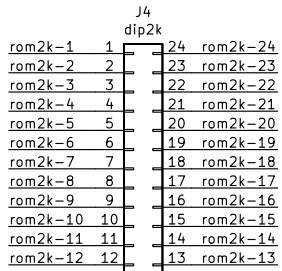 J4
dip2k
rom2k-1 1 24 rom2k-24
rom2k-2 2 23 rom2k-23
rom2k-3 3 22 rom2k-22
rom2k-4 4 21 rom2k-21
rom2k-5 5 20 rom2k-20
rom2k-6 6 19 rom2k-19
rom2k-7 7 18 rom2k-18
rom2k-8 8 17 rom2k-17
rom2k-9 9 16 rom2k-16
rom2k-10 10 15 rom2k-15
rom2k-11 11 14 rom2k-14
rom2k-12 12 13 rom2k-13